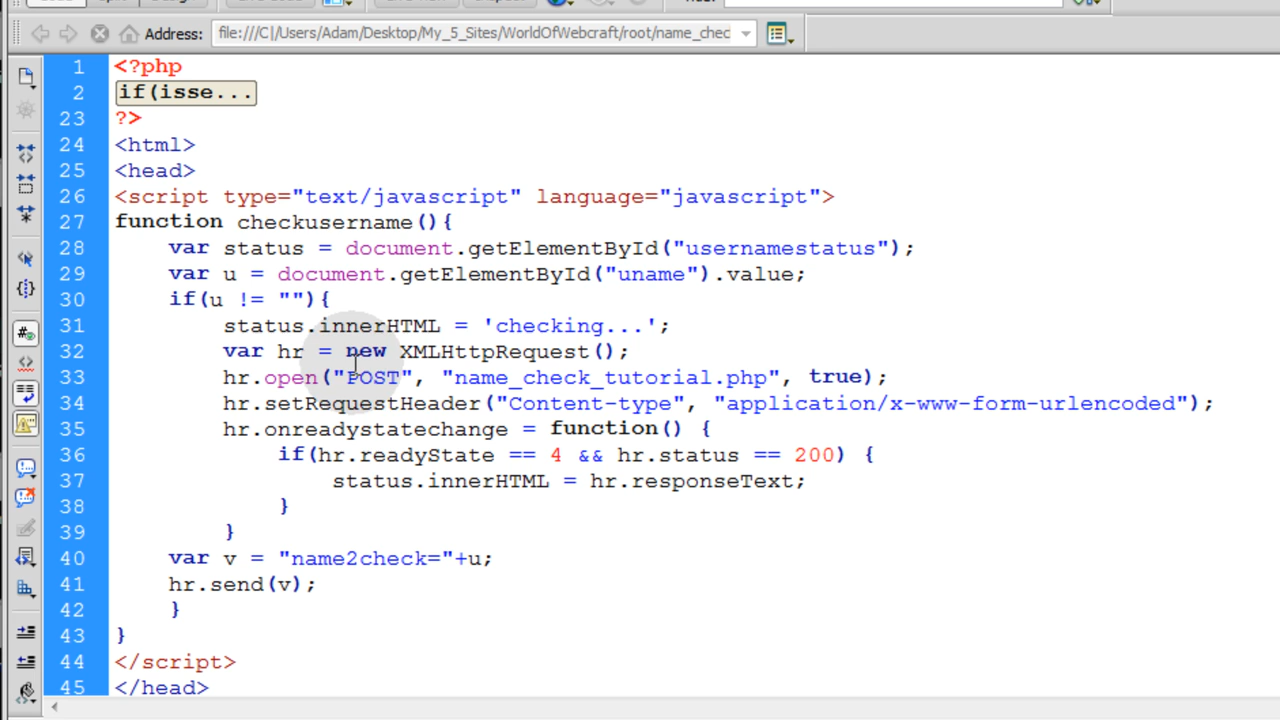 Address: file:///C|/Users/Adam/Desktop/My_5_Sites/WorldOfWebcraft/root/name_chec
1 <?php
2 if(isse...
23 ?>
24 <html>
25 <head>
26 <script type="text/javascript" language="javascript">
27 function checkusername(){
28 var status = document.getElementById("usernamestatus");
29 var u = document.getElementById("uname").value;
30 if(u != ""){
31 status.innerHTML = 'checking...';
32 var hr = new XMLHttpRequest();
33 hr.open("POST", "name_check_tutorial.php", true);
34 hr.setRequestHeader("Content-type", "application/x-www-form-urlencoded");
35 hr.onreadystatechange = function() {
36 if(hr.readyState == 4 && hr.status == 200) {
37 status.innerHTML = hr.responseText;
38 }
39 }
40 var v = "name2check="+u;
41 hr.send(v);
42 }
43 }
44 </script>
45 </head>